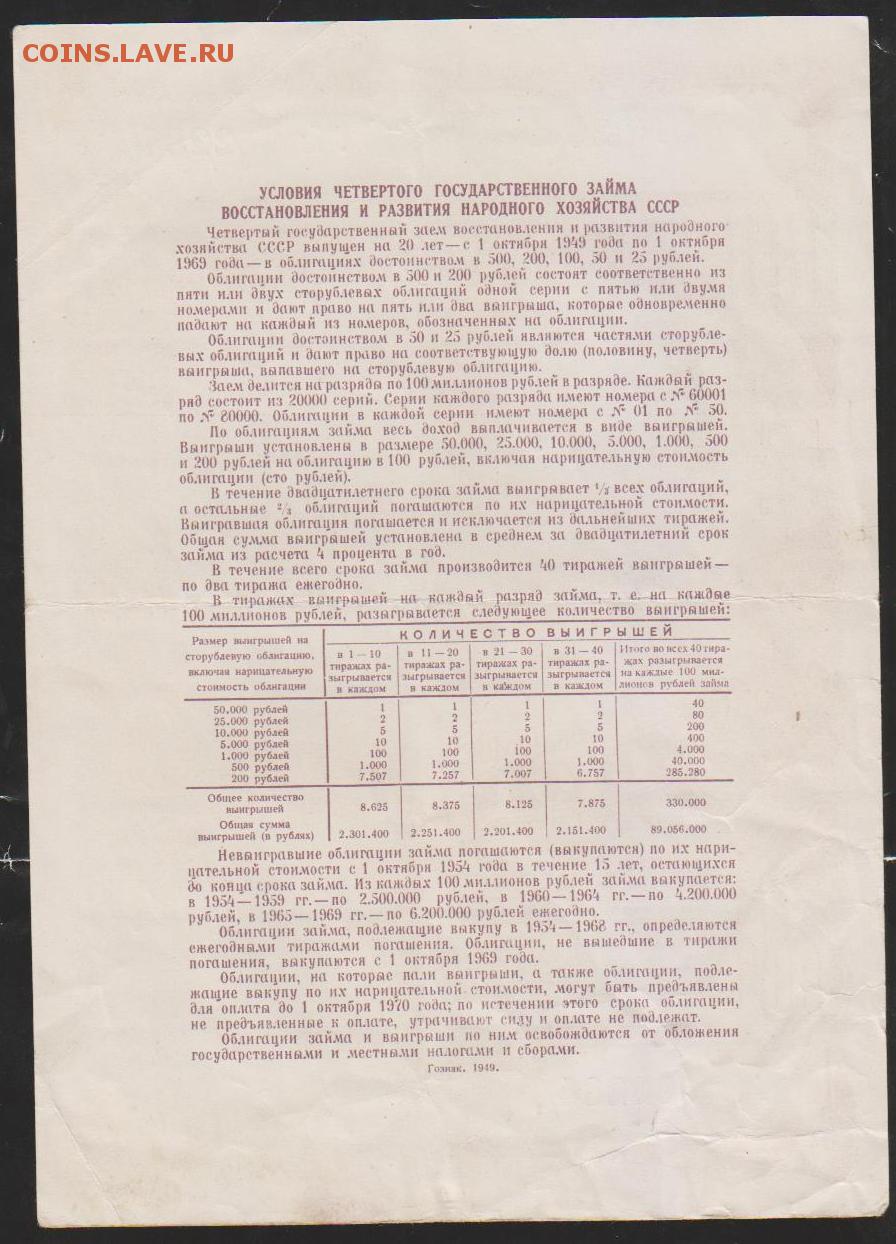 COINS.LAVE.RU
УСЛОВИЯ ЧЕТВЕРТОГО ГОСУДАРСТВЕННОГО ЗАЙМА
ВОССТАНОВЛЕНИЯ И РАЗВИТИЯ НАРОДНОГО ХОЗЯЙСТВА СССР
Четвертый государственный заем восстановления и развития народного
хозяйства СССР выпущен на 20 лет — с 1 октября 1949 года по 1 октября
1969 года — в облигациях достоинством в 500, 200, 100, 50 и 25 рублей.
Облигации достоинством в 500 и 200 рублей состоят соответственно из
пяти или двух сторублевых облигаций одной серии с пятью или двумя
номерами и дают право на пять или два выигрыша, которые одновременно
падают на каждый из номеров, обозначенных на облигации.
Облигации достоинством в 50 и 25 рублей являются частями сторубле-
вых облигаций и дают право на соответствующую долю (половину, четверть)
выигрыша, выпавшего на сторублевую облигацию.
Заем делится на разряды по 100 миллионов рублей в разряде. Каждый раз-
ряд состоит из 20000 серий. Серии каждого разряда имеют номера с № 60001
по № 80000. Облигации в каждой серии имеют номера с № 01 по № 50.
По облигациям займа весь доход выплачивается в виде выигрышей.
Выигрыши установлены в размере 50.000, 25.000, 10.000, 5.000, 1.000, 500
и 200 рублей на облигацию в 100 рублей, включая нарицательную стоимость
облигации (сто рублей).
В течение двадцатилетнего срока займа выигрывает 1/3 всех облигаций,
а остальные 2/3 облигаций погашаются по их нарицательной стоимости.
Выигравшая облигация погашается и исключается из дальнейших тиражей.
Общая сумма выигрышей установлена в среднем за двадцатилетний срок
займа из расчета 4 процента в год.
В течение всего срока займа производится 40 тиражей выигрышей —
по два тиража ежегодно.
В тиражах выигрышей на каждый разряд займа, т. е. на каждые
100 миллионов рублей, разыгрывается следующее количество выигрышей:
Размер выигрышей на
сторублевую облигацию,
включая нарицательную
стоимость облигации
КОЛИЧЕСТВО ВЫИГРЫШЕЙ
в 1 — 10
тиражах ра-
зыгрывается
в каждом
в 11 — 20
тиражах ра-
зыгрывается
в каждом
в 21 — 30
тиражах ра-
зыгрывается
в каждом
в 31 — 40
тиражах ра-
зыгрывается
в каждом
Итого во всех 40 тира-
жах разыгрывается
на каждые 100 мил-
лионов рублей займа
50.000 рублей 1 1 1 1 40
25.000 рублей 2 2 2 2 80
10.000 рублей 5 5 5 5 200
5.000 рублей 10 10 10 10 400
1.000 рублей 100 100 100 100 4.000
500 рублей 1.000 1.000 1.000 1.000 40.000
200 рублей 7.507 7.257 7.007 6.757 285.280
Общее количество
выигрышей 8.625 8.375 8.125 7.875 330.000
Общая сумма
выигрышей (в рублях) 2.301.400 2.251.400 2.201.400 2.151.400 89.056.000
Невыигравшие облигации займа погашаются (выкупаются) по их нари-
цательной стоимости с 1 октября 1954 года в течение 15 лет, остающихся
до конца срока займа. Из каждых 100 миллионов рублей займа выкупается:
в 1954 — 1959 гг. — по 2.500.000 рублей, в 1960 — 1964 гг. — по 4.200.000
рублей, в 1965 — 1969 гг. — по 6.200.000 рублей ежегодно.
Облигации займа, подлежащие выкупу в 1954 — 1968 гг., определяются
ежегодными тиражами погашения. Облигации, не вышедшие в тиражи
погашения, выкупаются с 1 октября 1969 года.
Облигации, на которые пали выигрыши, а также облигации, подле-
жащие выкупу по их нарицательной стоимости, могут быть предъявлены
для оплаты до 1 октября 1970 года; по истечении этого срока облигации,
не предъявленные к оплате, утрачивают силу и оплате не подлежат.
Облигации займа и выигрыши по ним освобождаются от обложения
государственными и местными налогами и сборами.
Гознак. 1949.